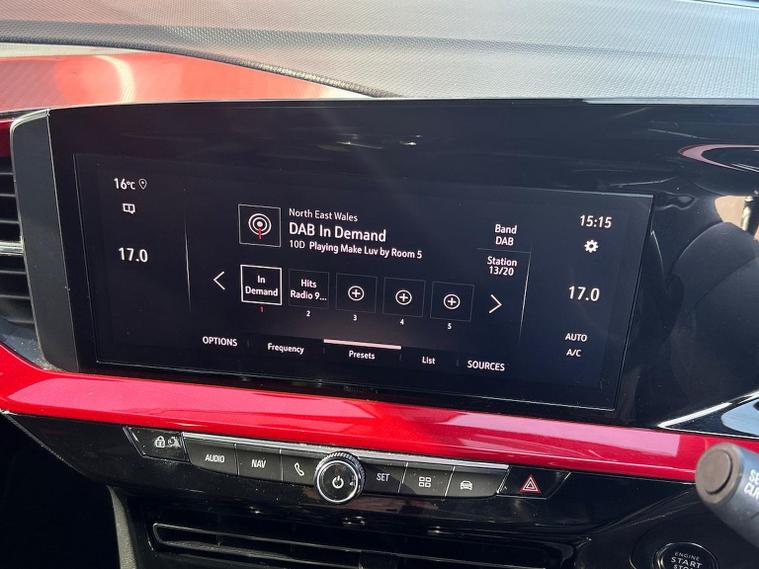 16°C
17.0
North East Wales
DAB In Demand
10D Playing Make Luv by Room 5
Band
DAB
Station
13/20
15:15
17.0
AUTO
A/C
In
Demand
Hits
Radio 9...
1
2
3
4
5
OPTIONS
Frequency
Presets
List
SOURCES
AUDIO
NAV
SET
ENGINE
START